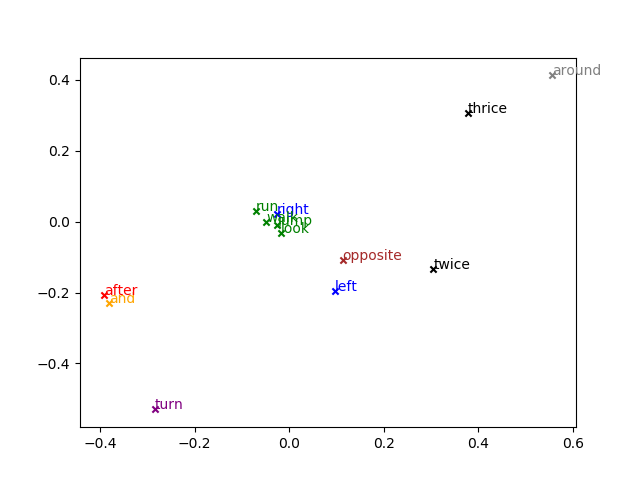 around
0.4
thrice
0.2
run
right
walk
jump
look
0.0
opposite
twice
left
−0.2
after
and
−0.4
turn
−0.4 −0.2 0.0 0.2 0.4 0.6